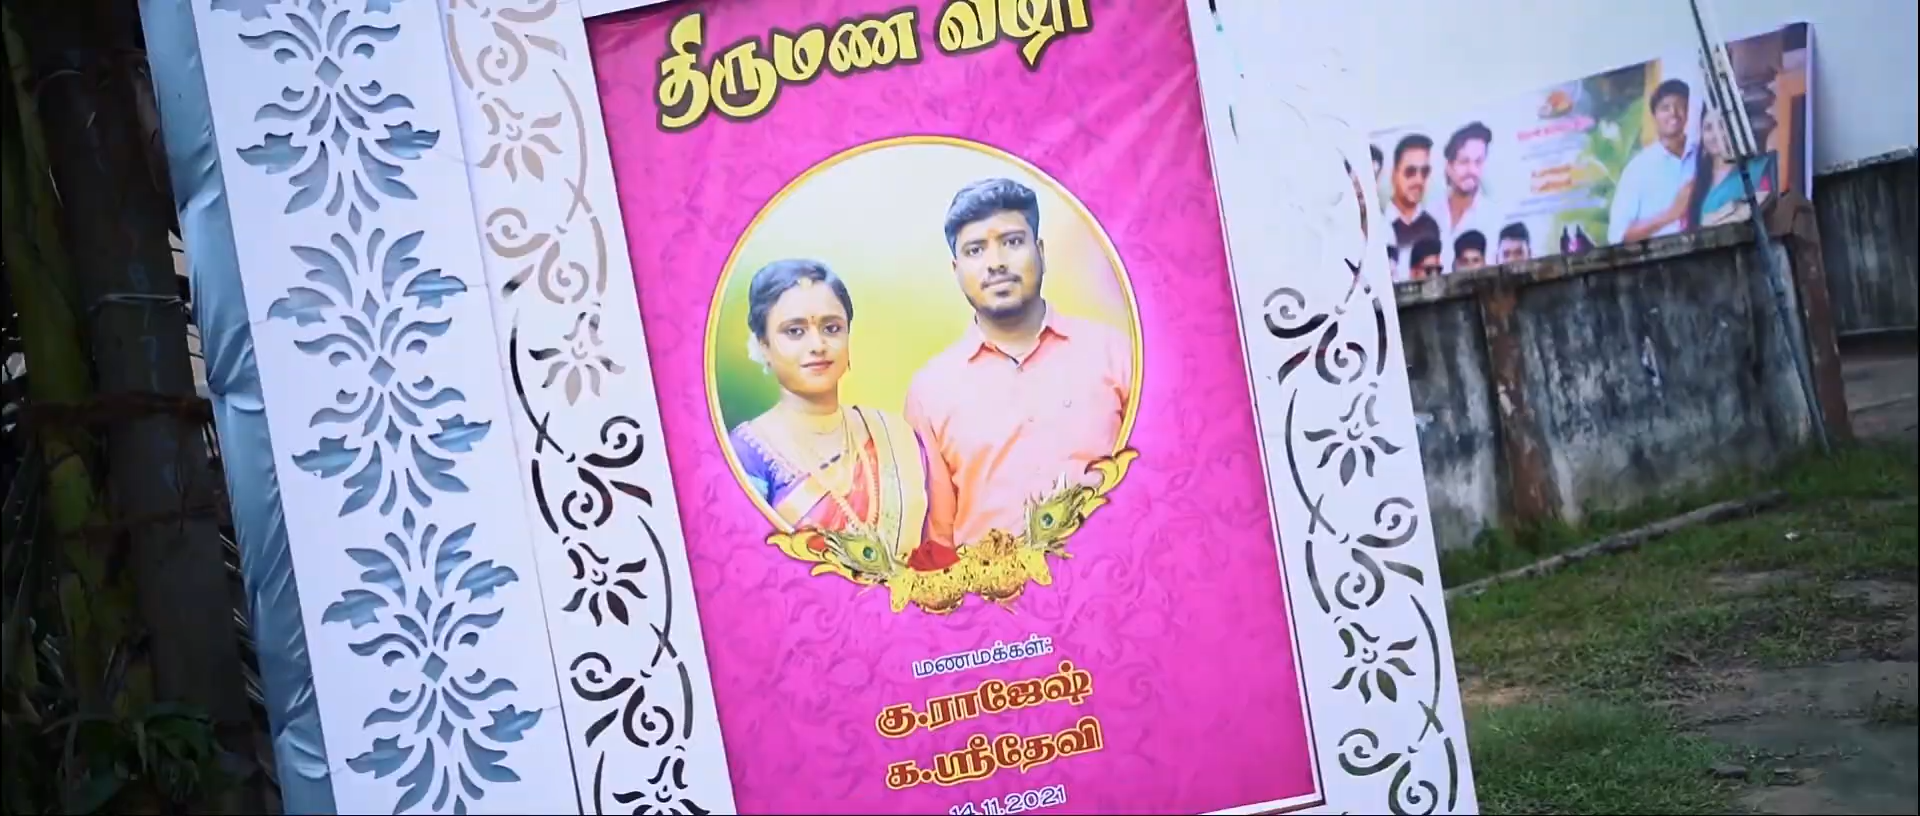 திருமண விழா
மணமக்கள்:
கு.ராஜேஷ்
க.ஸ்ரீதேவி
14.11.2021